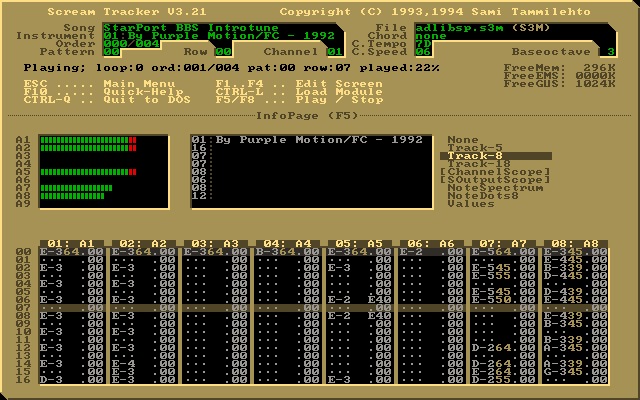 Scream Tracker V3.21 Copyright (C) 1993,1994 Sami Tammilehto
Song StarPort BBS Introtune File adlibsp.s3m (S3M)
Instrument 01:By Purple Motion/FC - 1992 Chord none
Order 000/004 C.Tempo 7D
Pattern 00 Row 00 Channel 01 C.Speed 06 Baseoctave 3
Playing; loop:0 ord:001/004 pat:00 row:07 played:22% FreeMem: 296K
FreeEMS: 0000K
ESC ..... Main Menu F1..F4 .. Edit Screen FreeGUS: 1024K
F10 ..... Quick-Help CTRL-L .. Load Module
CTRL-Q .. Quit to DOS F5/F8 ... Play / Stop
InfoPage (F5)
A1 01:By Purple Motion/FC - 1992 None
A2 16: Track-5
A3 07: Track-8
A4 07: Track-18
A5 06: [ChannelScope]
A6 06: [SOutputScope]
A7 08: NoteSpectrum
A8 12: NoteDots8
A9 Values
01: A1 02: A2 03: A3 04: A4 05: A5 06: A6 07: A7 08: A8
00 E-364.00 E-364.00 E-364.00 B-364.00 E-364.00 E-2 .00 E-564.00 E-345.00
01 ··· .00 ··· .00 ··· .00 ··· .00 ··· .00 ··· .00 ··· .00 E-445.00
02 E-3 .00 E-3 .00 ··· .00 ··· .00 E-3 .00 ··· .00 E-545.00 B-339.00
03 ··· .00 ··· .00 ··· .00 ··· .00 ··· .00 ··· .00 E-555.00 D-445.00
04 ··· .00 ··· .00 ··· .00 ··· .00 ··· .00 ··· .00 ··· .00 ··· .00
05 ··· .00 ··· .00 ··· .00 ··· .00 ··· .00 ··· .00 E-545.00 D-439.00
06 E-3 .00 E-3 .00 ··· .00 ··· .00 E-2 E40 ··· .00 E-550.00 E-445.00
07 ··· .00 ··· .00 ··· .00 ··· .00 ··· .00 ··· .00 ··· .00 ··· .00
08 E-3 .00 E-3 .00 ··· .00 ··· .00 E-2 E40 ··· .00 ··· .00 E-439.00
09 ··· .00 ··· .00 ··· .00 ··· .00 ··· .00 ··· .00 ··· .00 B-345.00
10 ··· .00 ··· .00 ··· .00 ··· .00 ··· .00 ··· .00 ··· .00 ··· .00
11 ··· .00 ··· .00 ··· .00 ··· .00 ··· .00 ··· .00 ··· .00 B-339.00
12 E-3 .00 E-3 .00 ··· .00 ··· .00 ··· .00 ··· .00 D-264.00 A-345.00
13 ··· .00 ··· .00 ··· .00 ··· .00 ··· .00 ··· .00 ··· .00 ··· .00
14 E-3 .00 E-4 .00 ··· .00 ··· .00 ··· .00 ··· .00 D-264.00 A-339.00
15 ··· .00 E-3 .00 ··· .00 ··· .00 ··· .00 ··· .00 E-264.00 G-345.00
16 D-3 .00 E-3 .00 ··· .00 ··· .00 E-3 .00 ··· .00 D-255.00 ··· .00